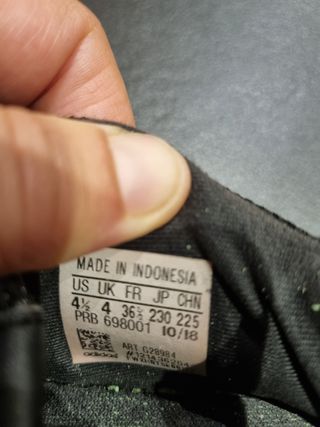 MADE IN INDONESIA
US UK FR JP CHN
4½ 4 36⅔ 230 225
PRB 698001 10/18
ART G28984
adidas